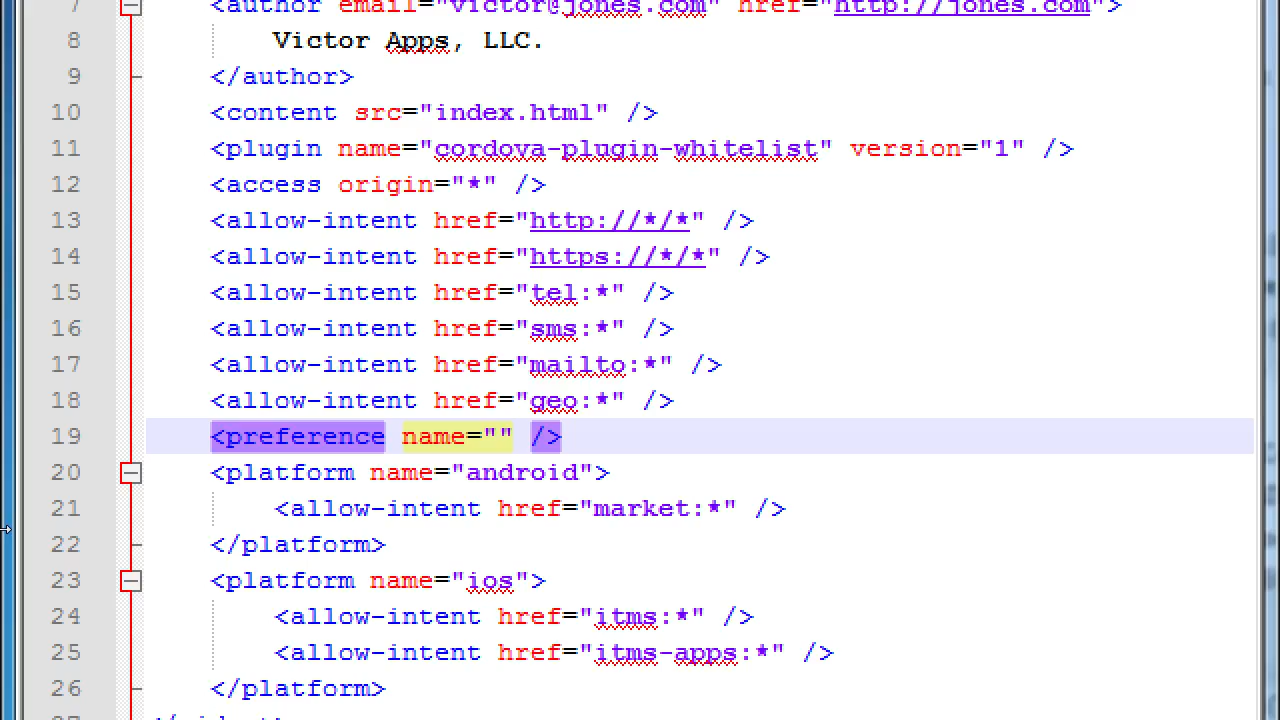 7 <author email="victor@jones.com" href="http://jones.com">
8 Victor Apps, LLC.
9 </author>
10 <content src="index.html" />
11 <plugin name="cordova-plugin-whitelist" version="1" />
12 <access origin="*" />
13 <allow-intent href="http://*/*" />
14 <allow-intent href="https://*/*" />
15 <allow-intent href="tel:*" />
16 <allow-intent href="sms:*" />
17 <allow-intent href="mailto:*" />
18 <allow-intent href="geo:*" />
19 <preference name="" />
20 <platform name="android">
21 <allow-intent href="market:*" />
22 </platform>
23 <platform name="ios">
24 <allow-intent href="itms:*" />
25 <allow-intent href="itms-apps:*" />
26 </platform>